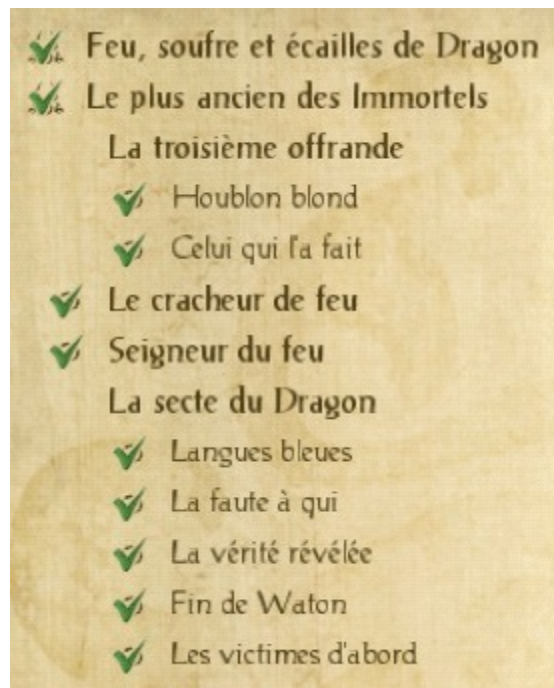 Feu, soufre et écailles de Dragon
Le plus ancien des Immortels
La troisième offrande
Houblon blond
Celui qui l'a fait
Le cracheur de feu
Seigneur du feu
La secte du Dragon
Langues bleues
La faute à qui
La vérité révélée
Fin de Waton
Les victimes d'abord